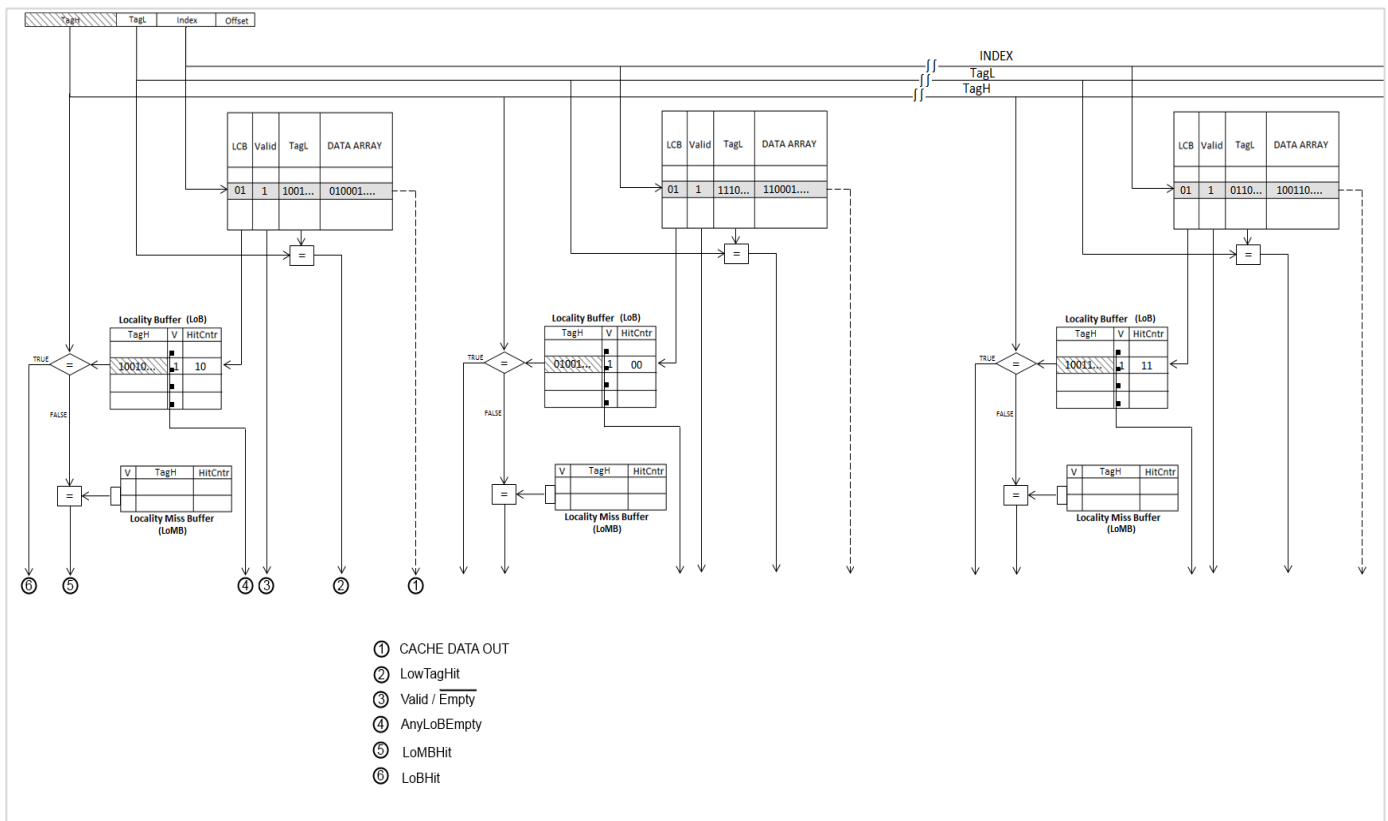 TagH TagL Index Offset
INDEX
TagL
TagH
LCB Valid TagL DATA ARRAY
01 1 1001... 010001....
=
LCB Valid TagL DATA ARRAY
01 1 1110... 110001....
=
LCB Valid TagL DATA ARRAY
01 1 0110... 100110....
=
Locality Buffer (LoB)
TagH V HitCntr
10010... 1 10
TRUE
=
FALSE
Locality Buffer (LoB)
TagH V HitCntr
01001... 1 00
TRUE
=
FALSE
Locality Buffer (LoB)
TagH V HitCntr
10011... 1 11
TRUE
=
FALSE
V TagH HitCntr
=
Locality Miss Buffer
(LoMB)
V TagH HitCntr
=
Locality Miss Buffer
(LoMB)
V TagH HitCntr
=
Locality Miss Buffer
(LoMB)
6 5 4 3 2 1
1 CACHE DATA OUT
2 LowTagHit
3 Valid / Empty
4 AnyLoBEmpty
5 LoMBHit
6 LoBHit